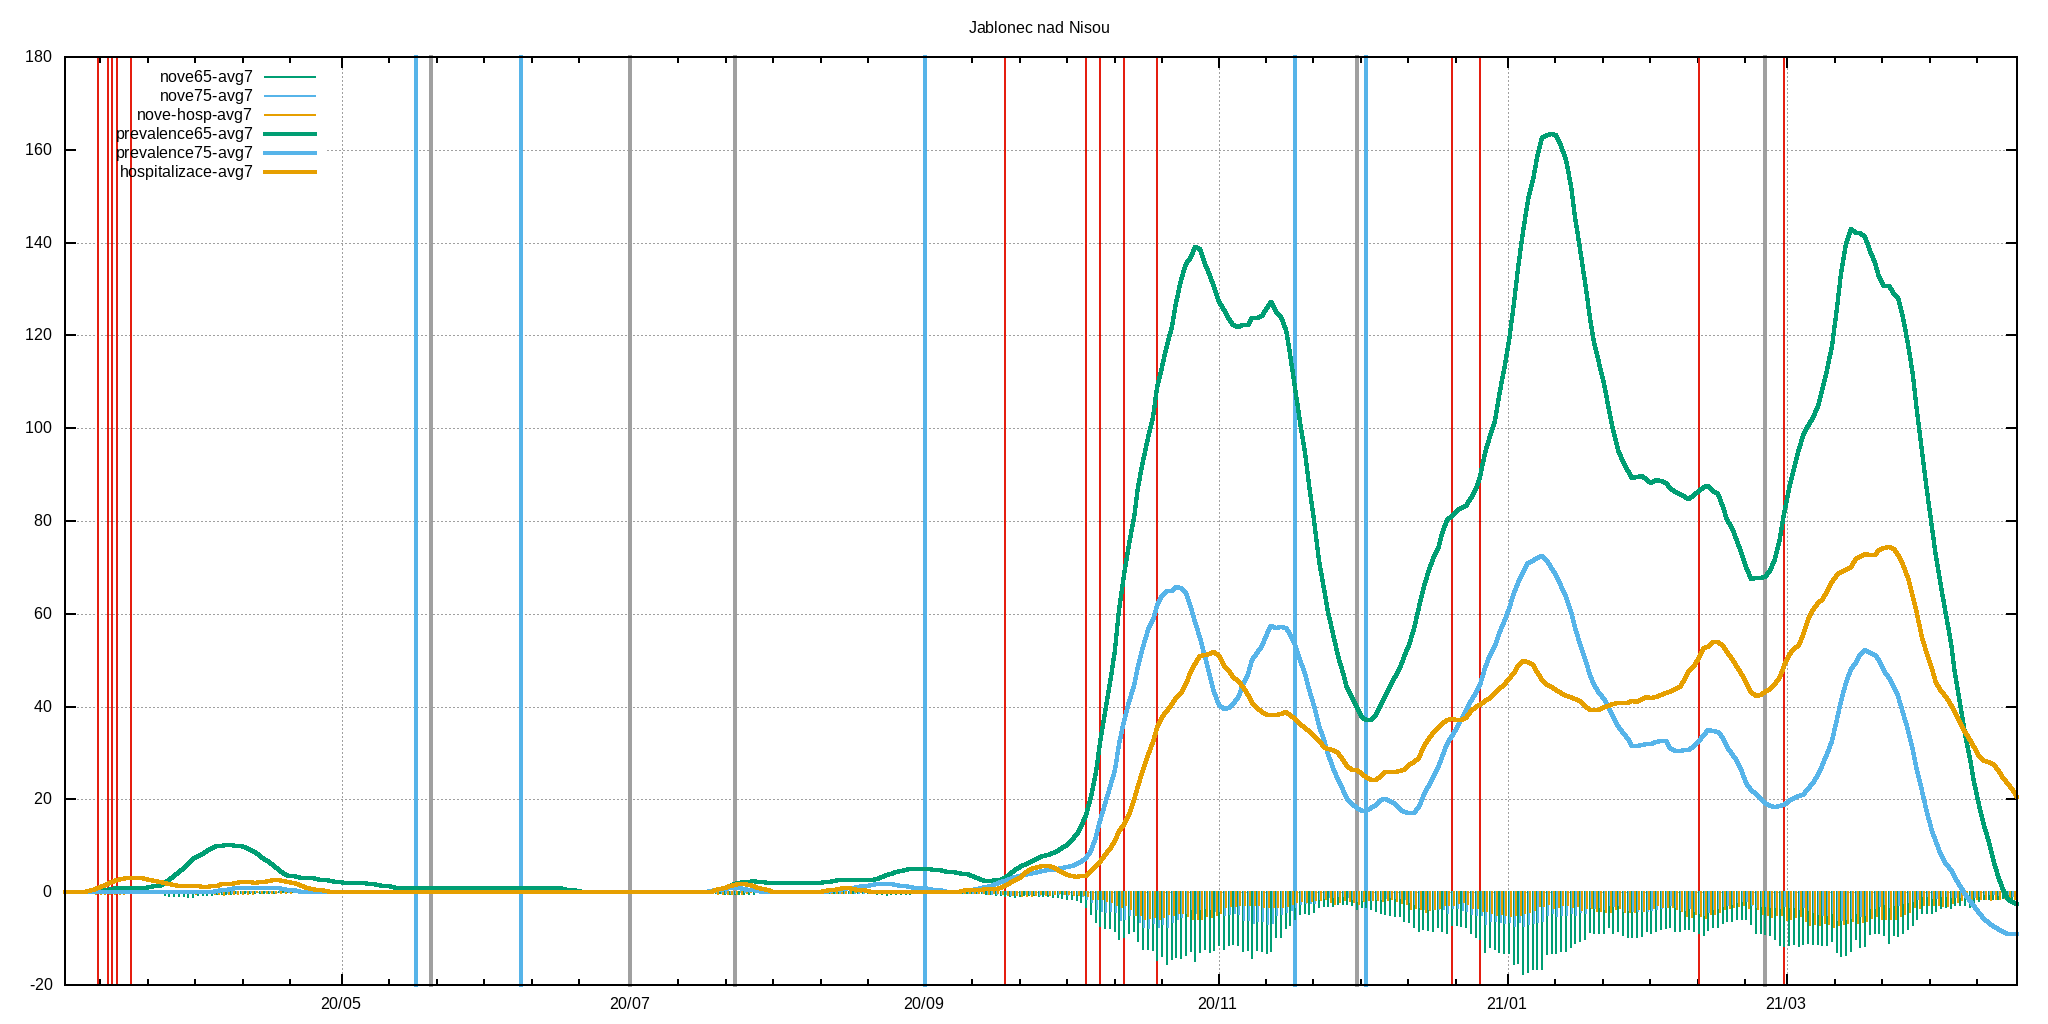 Jablonec nad Nisou
180
160
140
120
100
80
60
40
20
0
-20
nove65-avg7
nove75-avg7
nove-hosp-avg7
prevalence65-avg7
prevalence75-avg7
hospitalizace-avg7
20/05
20/07
20/09
20/11
21/01
21/03